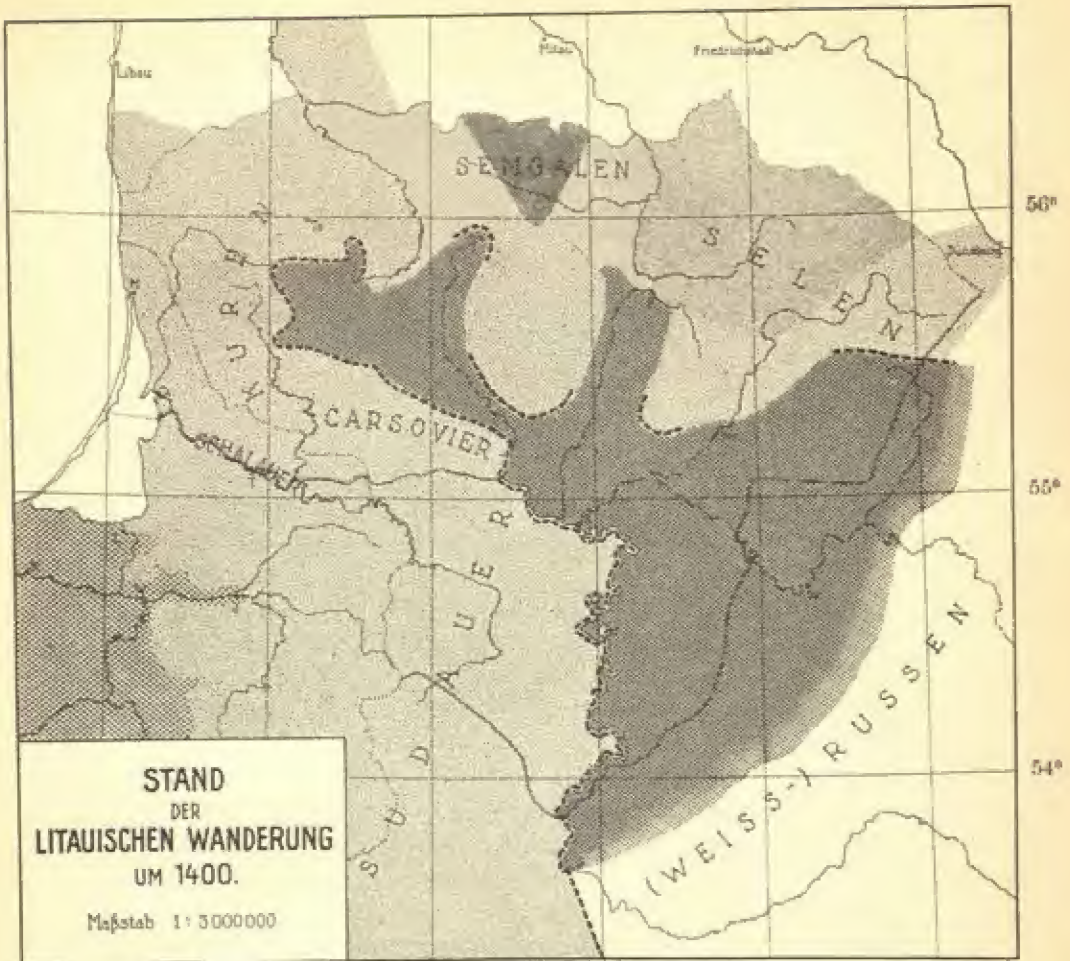 Libau
Mitau
Friedrichstadt
SEMGALEN
56°
SELEN
KUREN
CARSOVIER
SCHALAUER
55°
SUDAUER
(WEISS-) RUSSEN
54°
STAND
DER
LITAUISCHEN WANDERUNG
UM 1400.
Maßstab 1:3000000